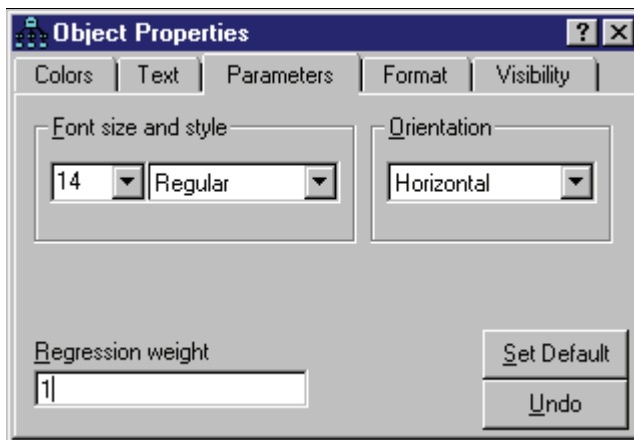 Object Properties ? ×
Colors Text Parameters Format Visibility
Font size and style Orientation
14 Regular Horizontal
Regression weight Set Default
1 Undo